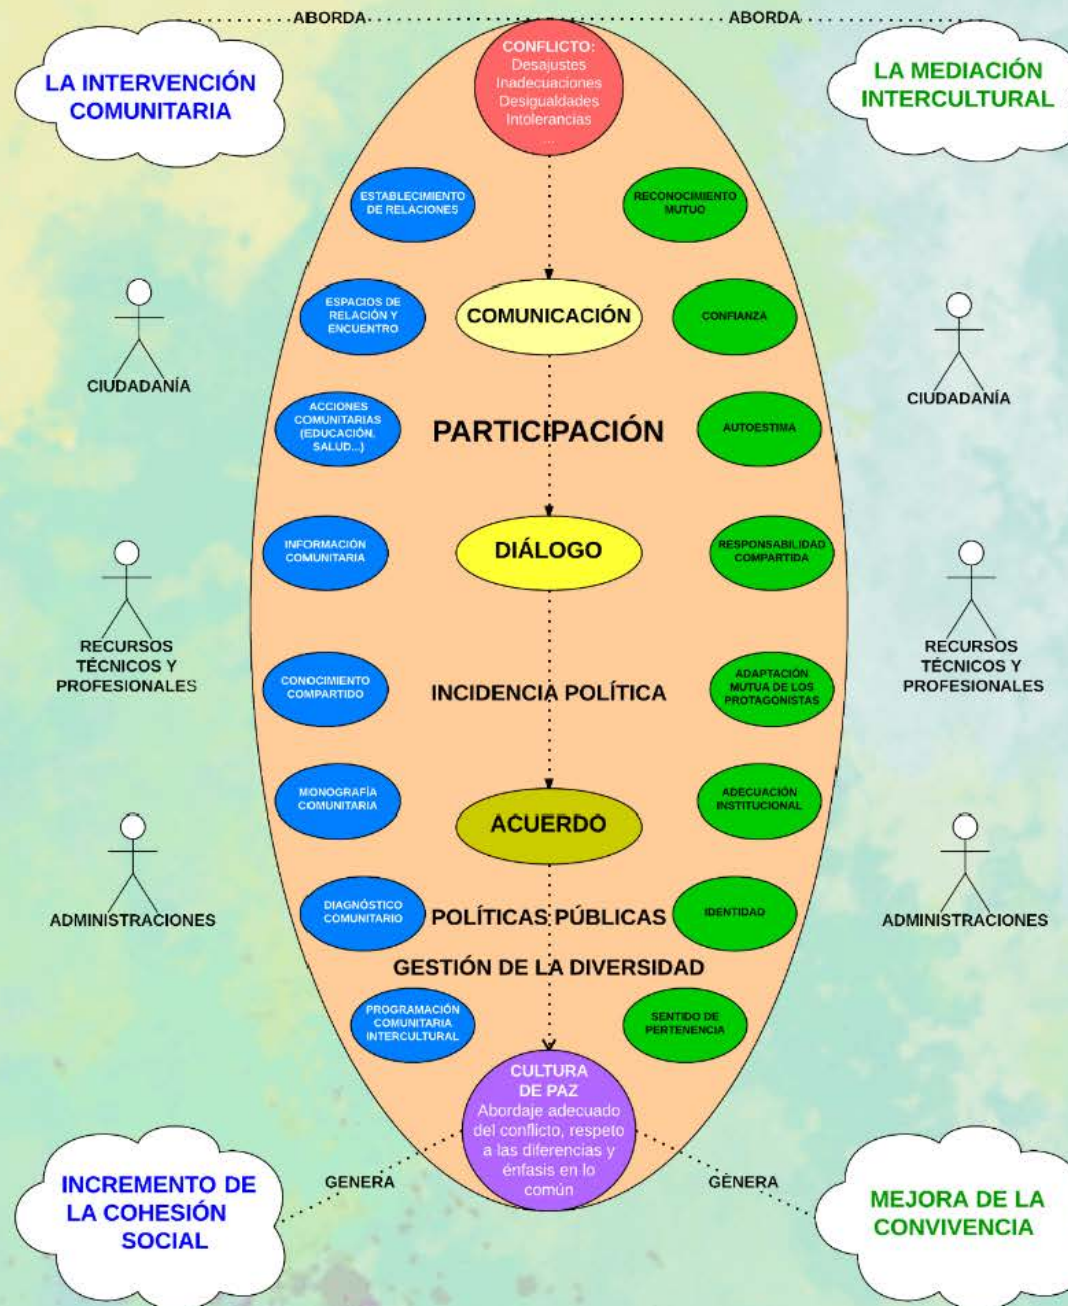 ABORDA
ABORDA
LA INTERVENCIÓN
COMUNITARIA
CONFLICTO:
Desajustes
Inadecuaciones
Desigualdades
Intolerancias
...
LA MEDIACIÓN
INTERCULTURAL
ESTABLECIMIENTO
DE RELACIONES
RECONOCIMIENTO
MUTUO
ESPACIOS DE
RELACIÓN Y
ENCUENTRO
COMUNICACIÓN
CONFIANZA
CIUDADANÍA
CIUDADANÍA
ACCIONES
COMUNITARIAS
(EDUCACIÓN,
SALUD...)
PARTICIPACIÓN
AUTOESTIMA
INFORMACIÓN
COMUNITARIA
DIÁLOGO
RESPONSABILIDAD
COMPARTIDA
RECURSOS
TÉCNICOS Y
PROFESIONALES
RECURSOS
TÉCNICOS Y
PROFESIONALES
CONOCIMIENTO
COMPARTIDO
INCIDENCIA POLÍTICA
ADAPTACIÓN
MUTUA DE LOS
PROTAGONISTAS
MONOGRAFÍA
COMUNITARIA
ACUERDO
ADECUACIÓN
INSTITUCIONAL
ADMINISTRACIONES
ADMINISTRACIONES
DIAGNÓSTICO
COMUNITARIO
POLÍTICAS PÚBLICAS
IDENTIDAD
GESTIÓN DE LA DIVERSIDAD
PROGRAMACIÓN
COMUNITARIA
INTERCULTURAL
SENTIDO DE
PERTENENCIA
CULTURA
DE PAZ
Abordaje adecuado
del conflicto, respeto
a las diferencias y
énfasis en lo
común
GENERA
GENERA
INCREMENTO DE
LA COHESIÓN
SOCIAL
MEJORA DE LA
CONVIVENCIA